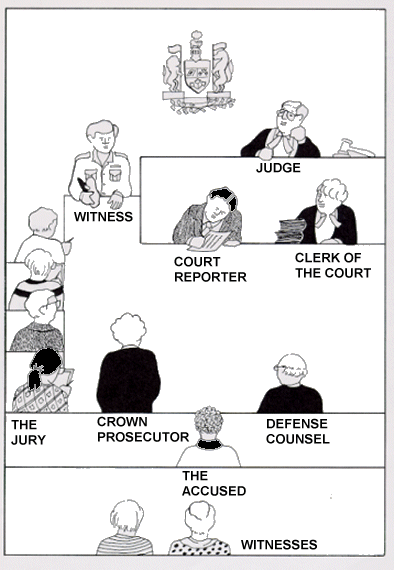 JUDGE
WITNESS
COURT
REPORTER
CLERK OF
THE COURT
THE
JURY
CROWN
PROSECUTOR
DEFENSE
COUNSEL
THE
ACCUSED
WITNESSES